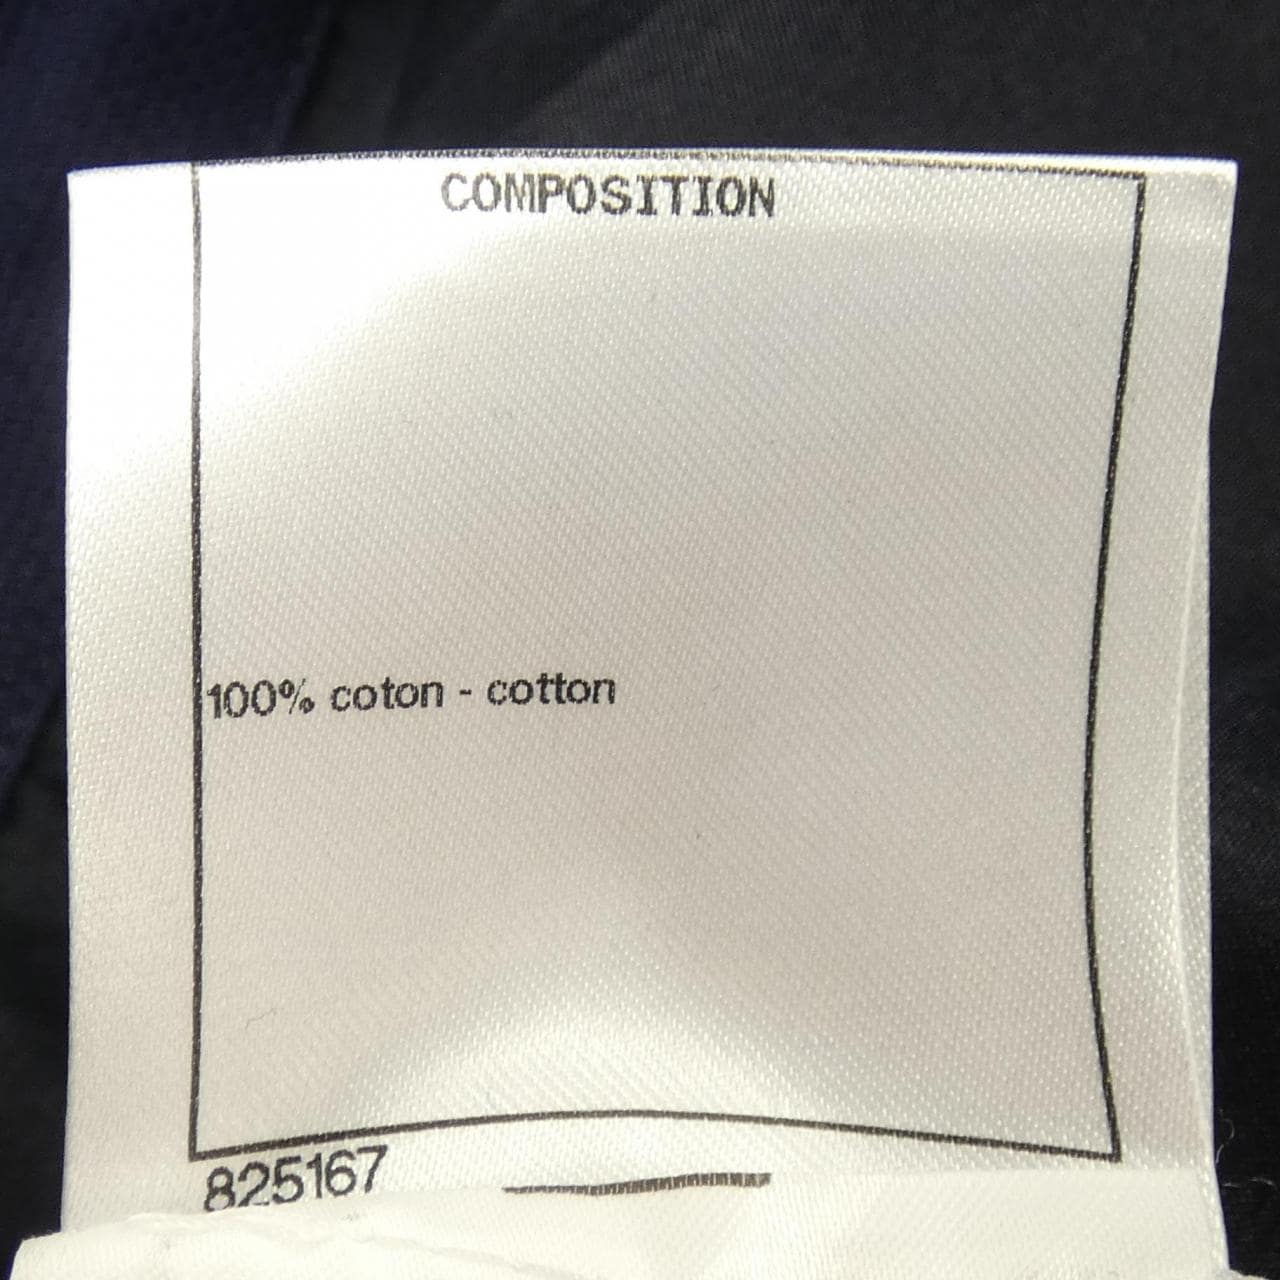 COMPOSITION
100% coton - cotton
825167